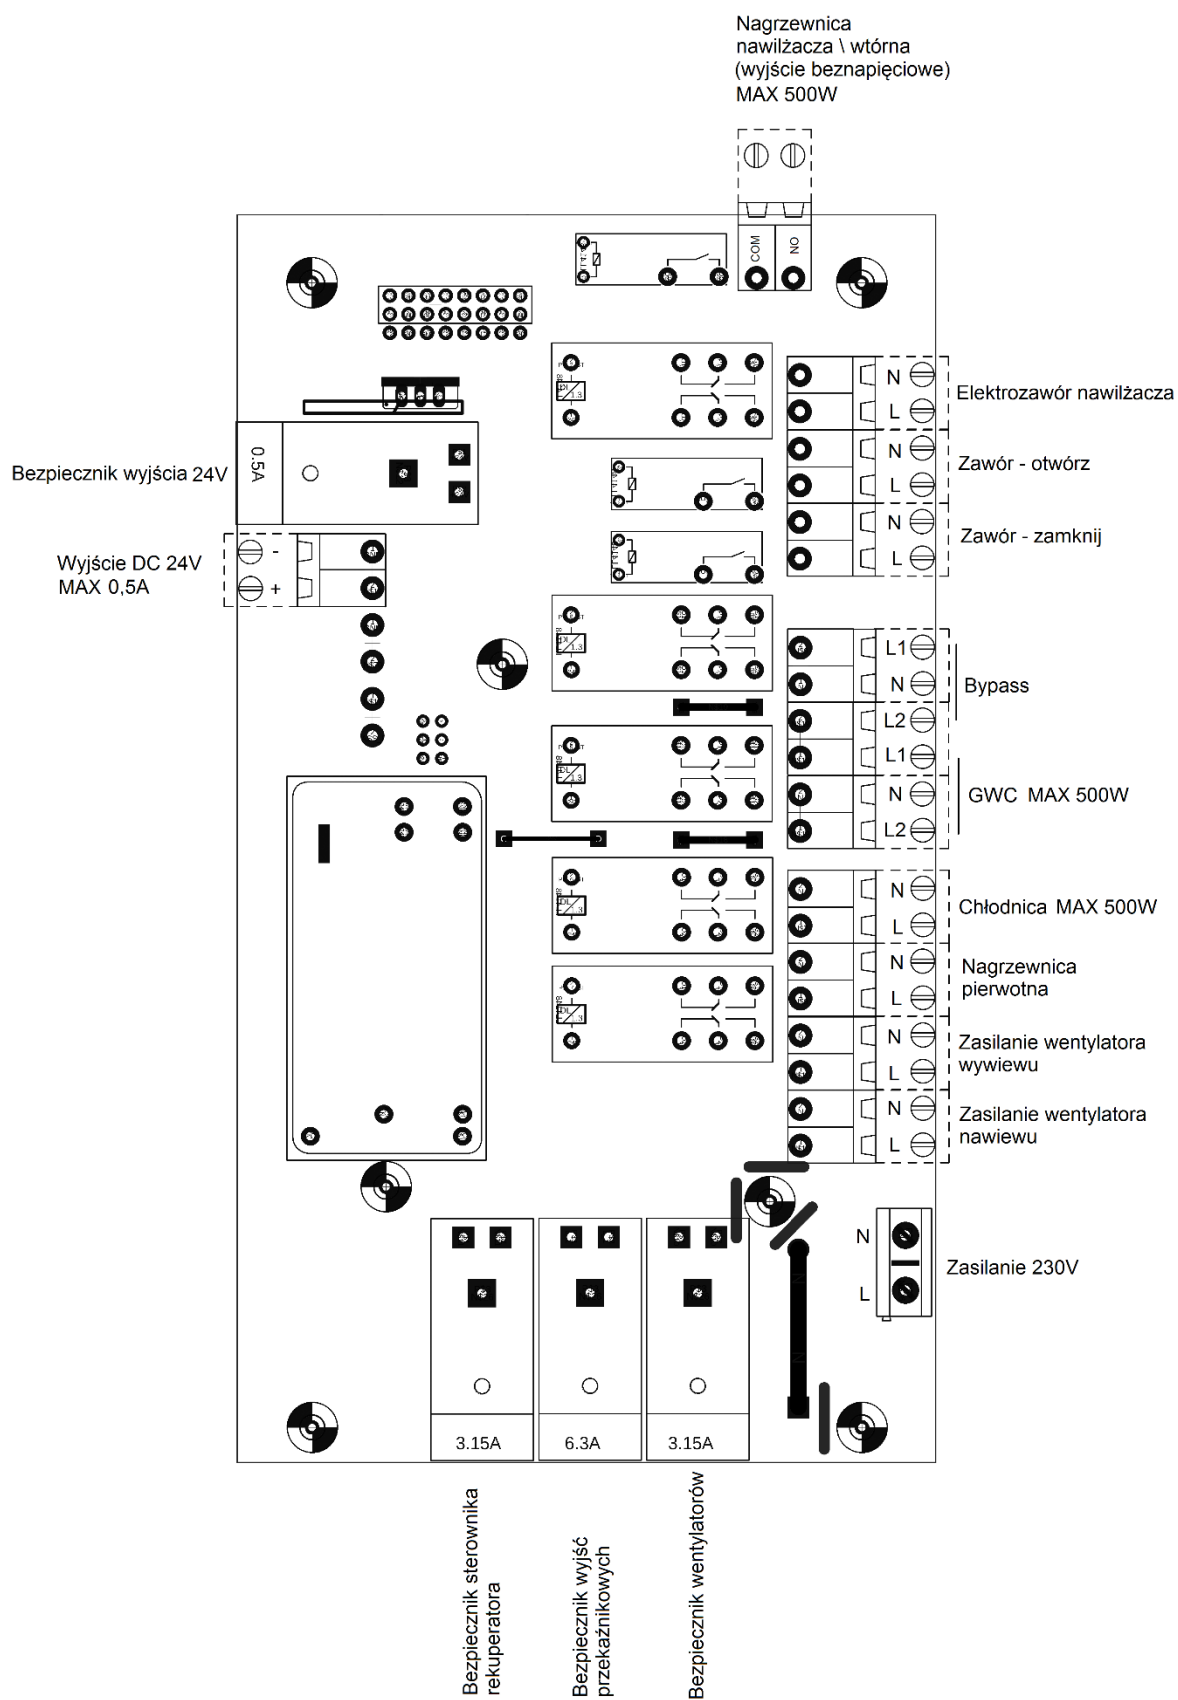 Nagrzewnica
nawilżacza \ wtórna
(wyjście beznapięciowe)
MAX 500W
COM
NO
N
L
Elektrozawór nawilżacza
N
L
Zawór - otwórz
N
L
Zawór - zamknij
Bezpiecznik wyjścia 24V
0.5A
Wyjście DC 24V
MAX 0,5A
-
+
L1
N
L2
Bypass
L1
N
L2
GWC MAX 500W
N
L
Chłodnica MAX 500W
N
L
Nagrzewnica
pierwotna
N
L
Zasilanie wentylatora
wywiewu
N
L
Zasilanie wentylatora
nawiewu
N
L
Zasilanie 230V
3.15A
6.3A
3.15A
Bezpiecznik sterownika
rekuperatora
Bezpiecznik wyjść
przekaźnikowych
Bezpiecznik wentylatorów